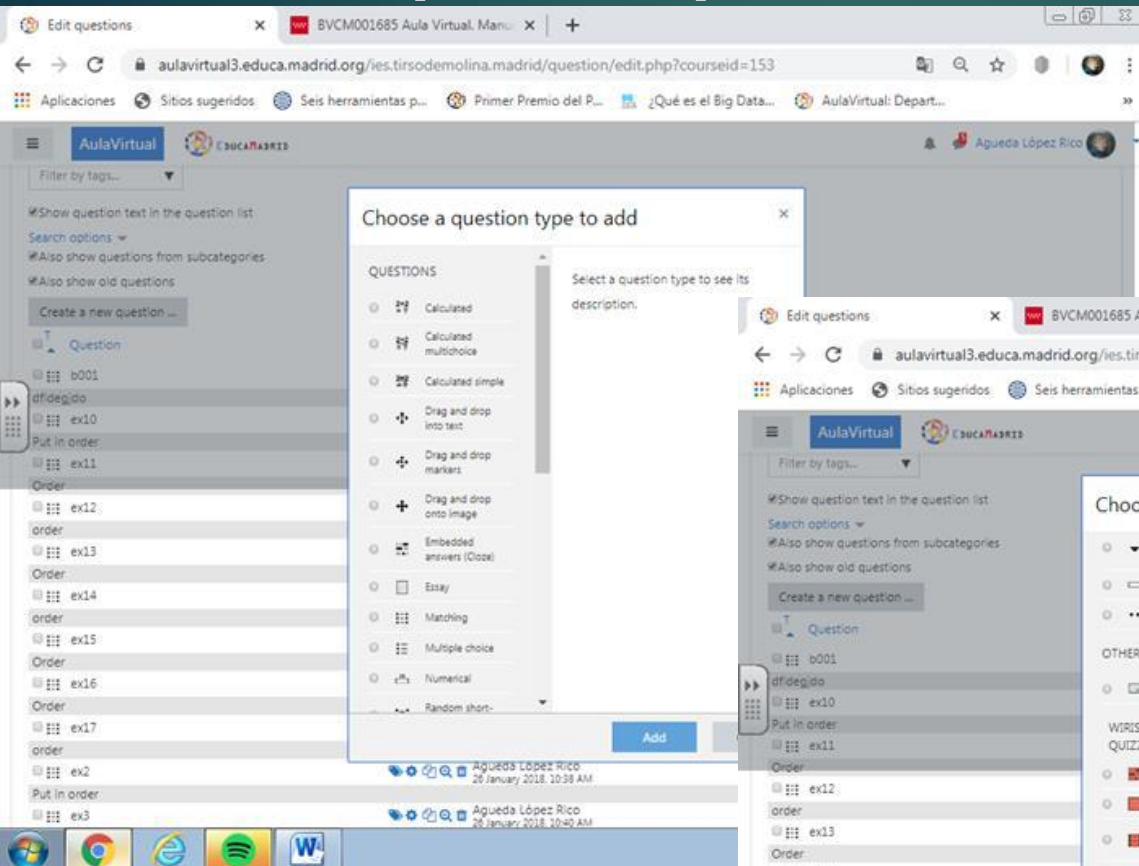 Edit questions
BVCM001685 Aula Virtual. Manu
aulavirtual3.educa.madrid.org/ies.tirsodemolina.madrid/question/edit.php?courseid=153
Aplicaciones Sitios sugeridos Seis herramientas p... Primer Premio del P... ¿Qué es el Big Data... AulaVirtual: Depart...
AulaVirtual EDUCAMADRID Agueda López Rico
Filter by tags...
Show question text in the question list
Search options
Also show questions from subcategories
Also show old questions
Create a new question ...
Question
b001
dfidegjdo
ex10
Put in order
ex11
Order
ex12
order
ex13
Order
ex14
order
ex15
Order
ex16
Order
ex17
order
ex2
Put in order
ex3
Agueda López Rico
26 January 2018, 10:38 AM
Agueda López Rico
26 January 2018, 10:40 AM
Choose a question type to add
QUESTIONS
Calculated
Calculated
multichoice
Calculated simple
Drag and drop
into text
Drag and drop
markers
Drag and drop
onto image
Embedded
answers (Cloze)
Essay
Matching
Multiple choice
Numerical
Random short-
Select a question type to see its
description.
Add
Edit questions
BVCM001685 A
aulavirtual3.educa.madrid.org/ies.tir
Aplicaciones Sitios sugeridos Seis herramientas
AulaVirtual EDUCAMADRID
Filter by tags...
Show question text in the question list
Search options
Also show questions from subcategories
Also show old questions
Create a new question ...
Question
b001
dfidegjdo
ex10
Put in order
ex11
Order
ex12
order
ex13
Order
Choo
OTHER
WIRIS
QUIZZ